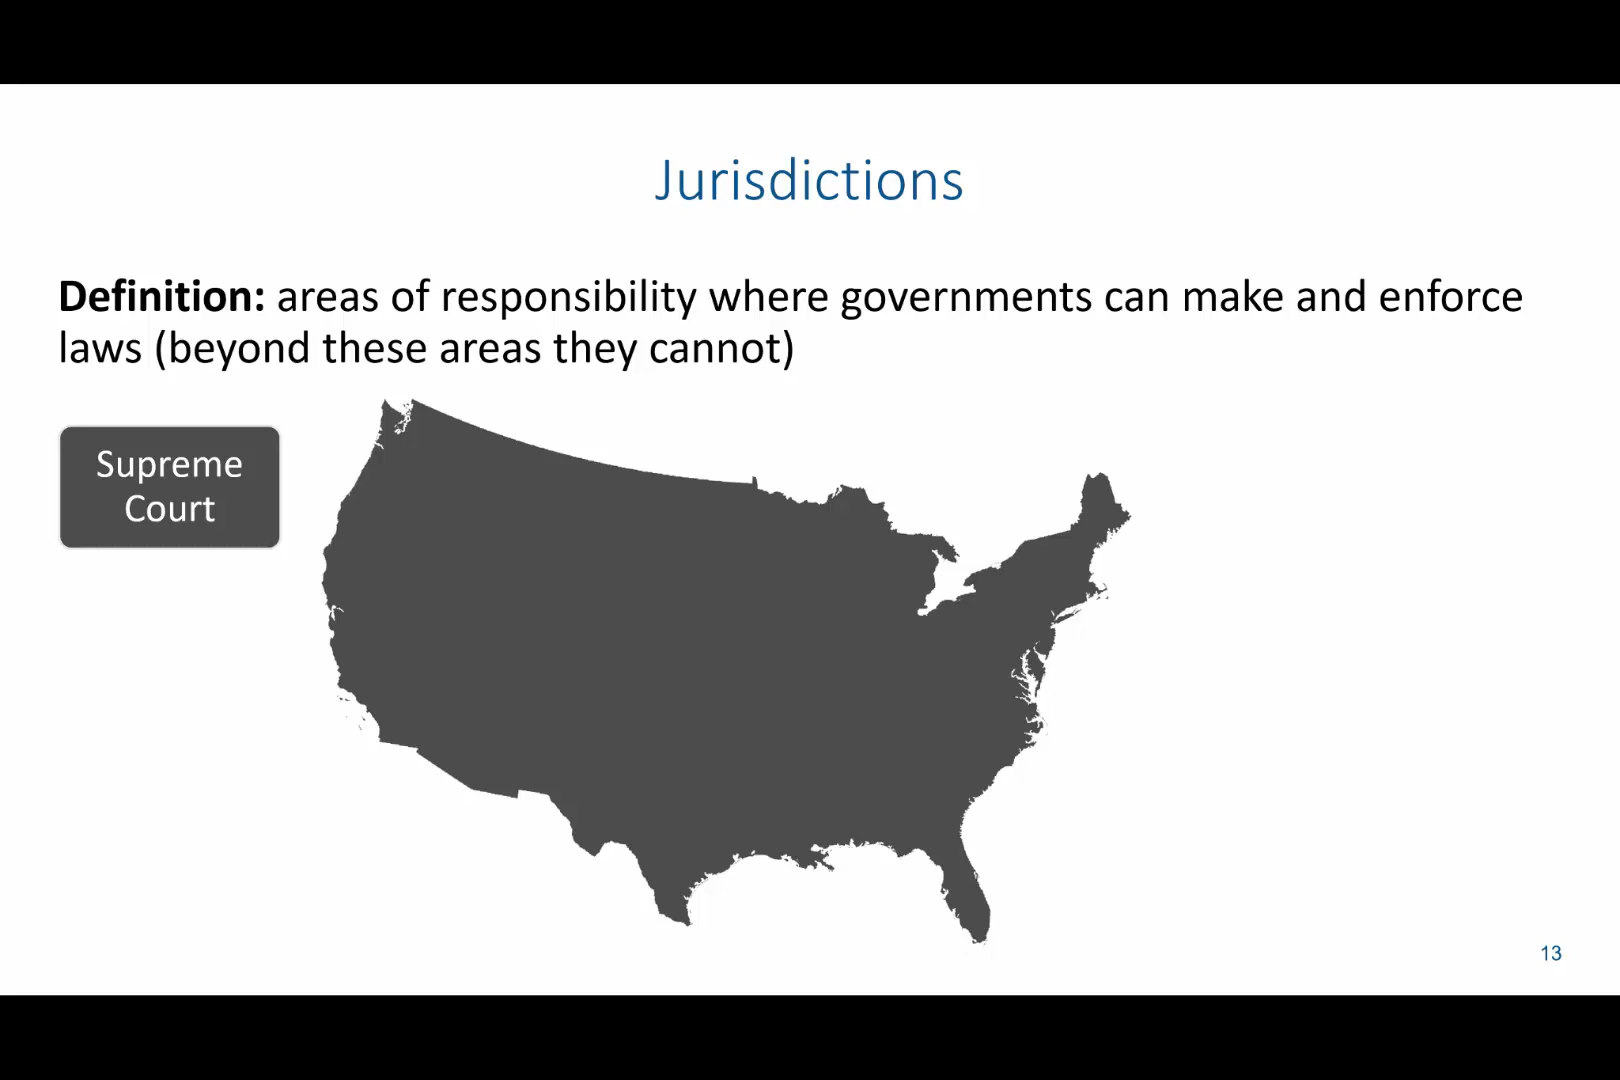 Jurisdictions
Definition: areas of responsibility where governments can make and enforce
laws (beyond these areas they cannot)
Supreme
Court
13